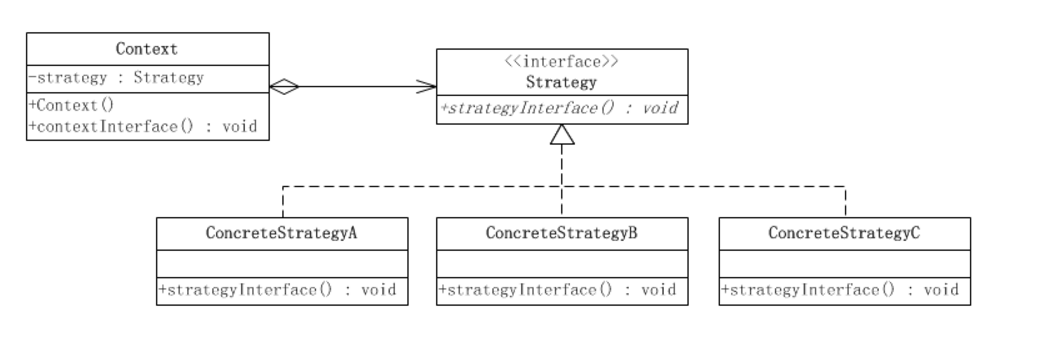 Context
-strategy : Strategy
+Context()
+contextInterface() : void
<<interface>>
Strategy
+strategyInterface() : void
ConcreteStrategyA
+strategyInterface() : void
ConcreteStrategyB
+strategyInterface() : void
ConcreteStrategyC
+strategyInterface() : void